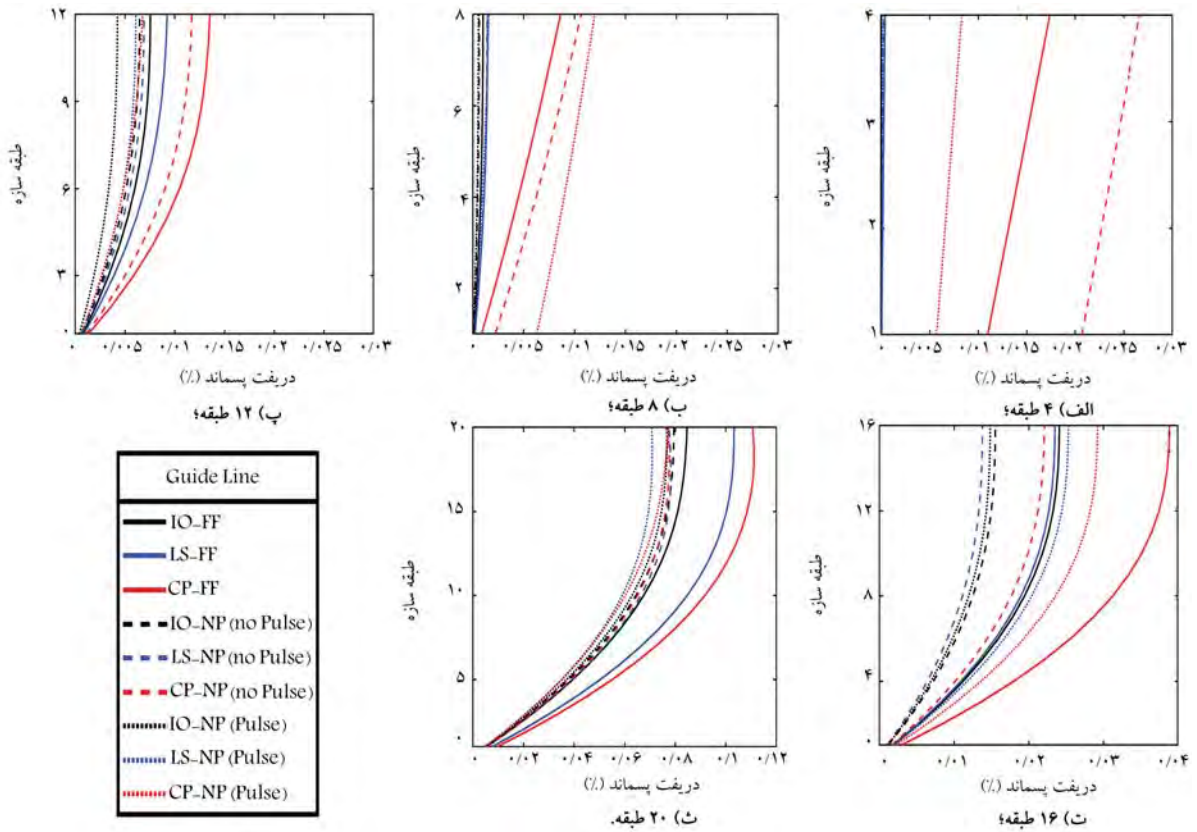 ۱۲
۹
۶
۳
۰
طبقه سازه
۰/۰۰۵ ۰/۰۱ ۰/۰۱۵ ۰/۰۲ ۰/۰۲۵ ۰/۰۳
دریفت پسماند (%)
پ) ۱۲ طبقه؛
۸
۶
۴
۲
طبقه سازه
۰ ۰/۰۰۵ ۰/۰۱ ۰/۰۱۵ ۰/۰۲ ۰/۰۲۵ ۰/۰۳
دریفت پسماند (%)
ب) ۸ طبقه؛
۴
۳
۲
۱
طبقه سازه
۰ ۰/۰۰۵ ۰/۰۱ ۰/۰۱۵ ۰/۰۲ ۰/۰۲۵ ۰/۰۳
دریفت پسماند (%)
الف) ۴ طبقه؛
Guide Line
IO-FF
LS-FF
CP-FF
IO-NP (no Pulse)
LS-NP (no Pulse)
CP-NP (no Pulse)
IO-NP (Pulse)
LS-NP (Pulse)
CP-NP (Pulse)
۲۰
۱۵
۱۰
۵
۰
طبقه سازه
۰/۰۲ ۰/۰۴ ۰/۰۶ ۰/۰۸ ۰/۱ ۰/۱۲
دریفت پسماند (%)
ث) ۲۰ طبقه.
۱۶
۱۲
۸
۴
۰
طبقه سازه
۰ ۰/۰۱ ۰/۰۲ ۰/۰۳ ۰/۰۴
دریفت پسماند (%)
ت) ۱۶ طبقه؛